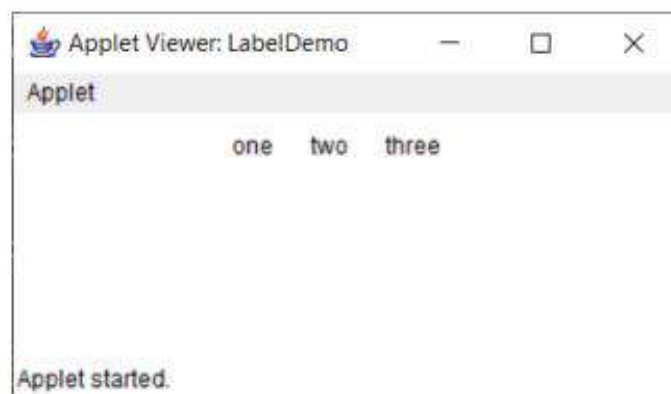 Applet Viewer: LabelDemo
Applet
one two three
Applet started.